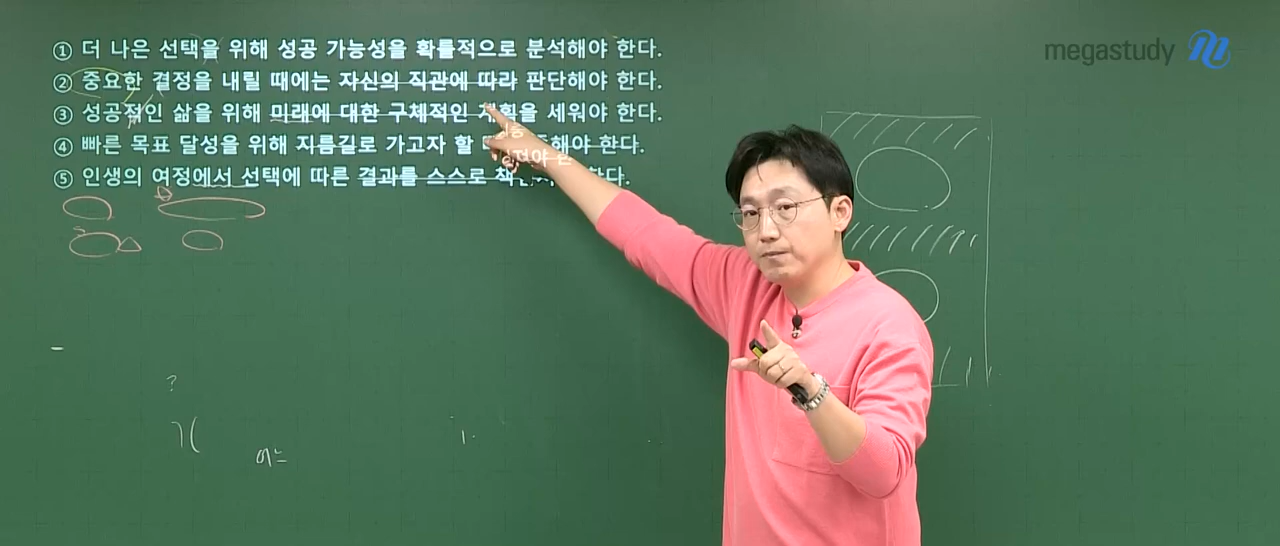 ① 더 나은 선택을 위해 성공 가능성을 확률적으로 분석해야 한다.
megastudy
② 중요한 결정을 내릴 때에는 자신의 직관에 따라 판단해야 한다.
③ 성공적인 삶을 위해 미래에 대한 구체적인 계획을 세워야 한다.
④ 빠른 목표 달성을 위해 지름길로 가고자 할 해야 한다.
⑤ 인생의 여정에서 선택에 따른 결과를 스스로 한다.
?